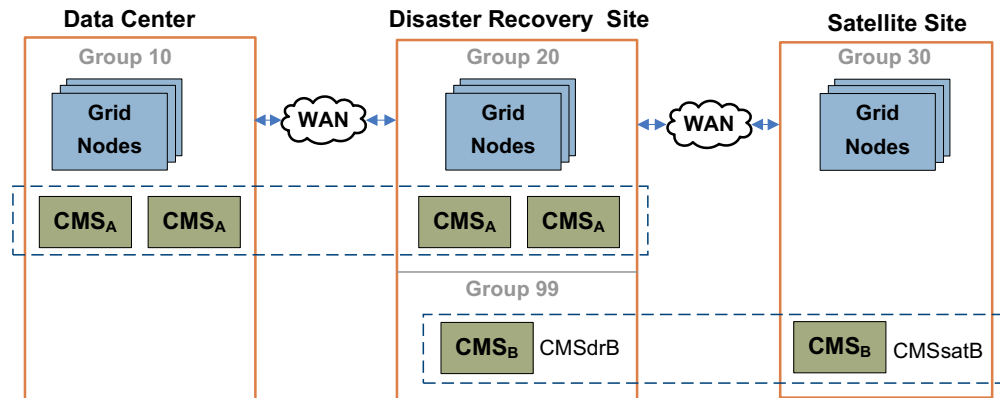 Data Center
Disaster Recovery Site
Satellite Site
Group 10
Group 20
Group 30
Grid
Nodes
WAN
Grid
Nodes
WAN
Grid
Nodes
CMSA
CMSA
CMSA
CMSA
Group 99
CMSB
CMSdrB
CMSB
CMSsatB